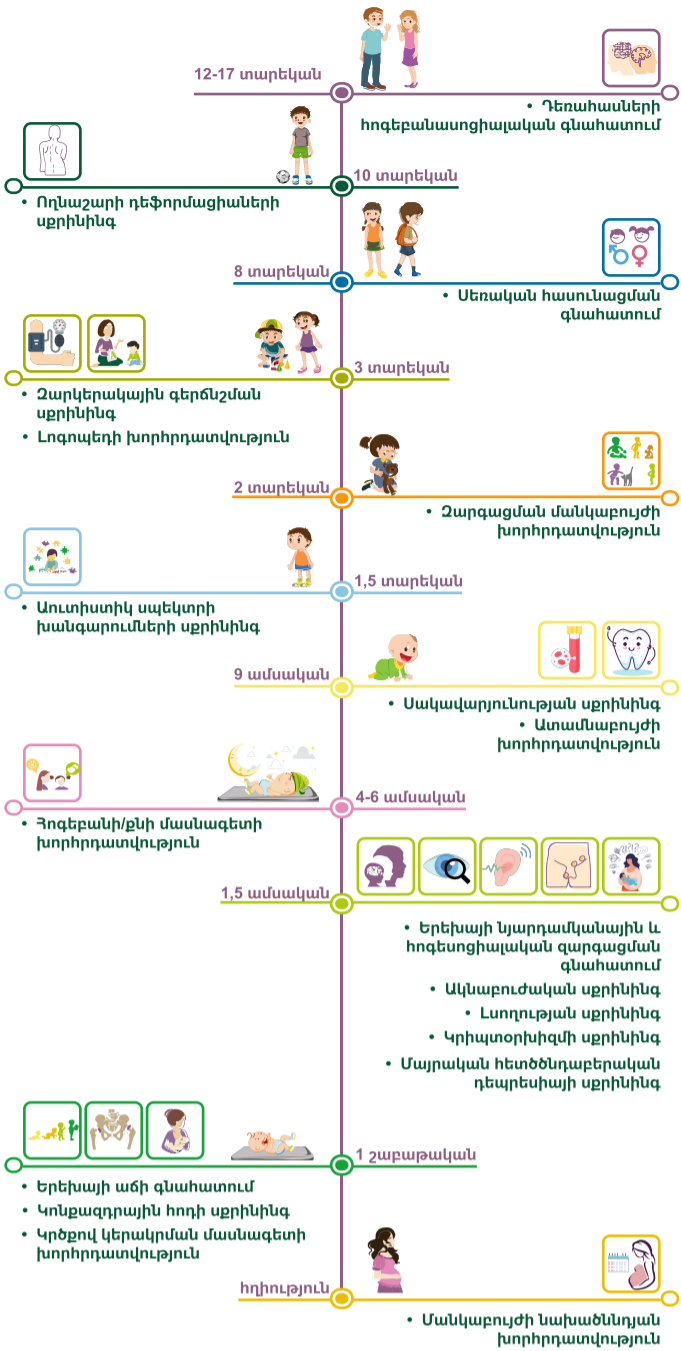 12-17 տարեկան
• Դեռահասների
հոգեբանասոցիալական գնահատում
10 տարեկան
• Ողնաշարի դեֆորմացիաների
սքրինինգ
8 տարեկան
• Սեռական հասունացման
գնահատում
3 տարեկան
• Զարկերակային գերճնշման
սքրինինգ
• Լոգոպեդի խորհրդատվություն
2 տարեկան
• Զարգացման մանկաբույժի
խորհրդատվություն
1,5 տարեկան
• Աուտիստիկ սպեկտրի
խանգարումների սքրինինգ
9 ամսական
• Սակավարյունության սքրինինգ
• Ատամնաբույժի
խորհրդատվություն
4-6 ամսական
• Հոգեբանի/քնի մասնագետի
խորհրդատվություն
1,5 ամսական
• Երեխայի նյարդամկանային և
հոգեսոցիալական զարգացման
գնահատում
• Ակնաբուժական սքրինինգ
• Լսողության սքրինինգ
• Կրիպտօրխիզմի սքրինինգ
• Մայրական հետծծնդաբերական
դեպրեսիայի սքրինինգ
1 շաբաթական
• Երեխայի աճի գնահատում
• Կոնքազդրային հոդի սքրինինգ
• Կրծքով կերակրման մասնագետի
խորհրդատվություն
հղիություն
• Մանկաբույժի նախածննդյան
խորհրդատվություն